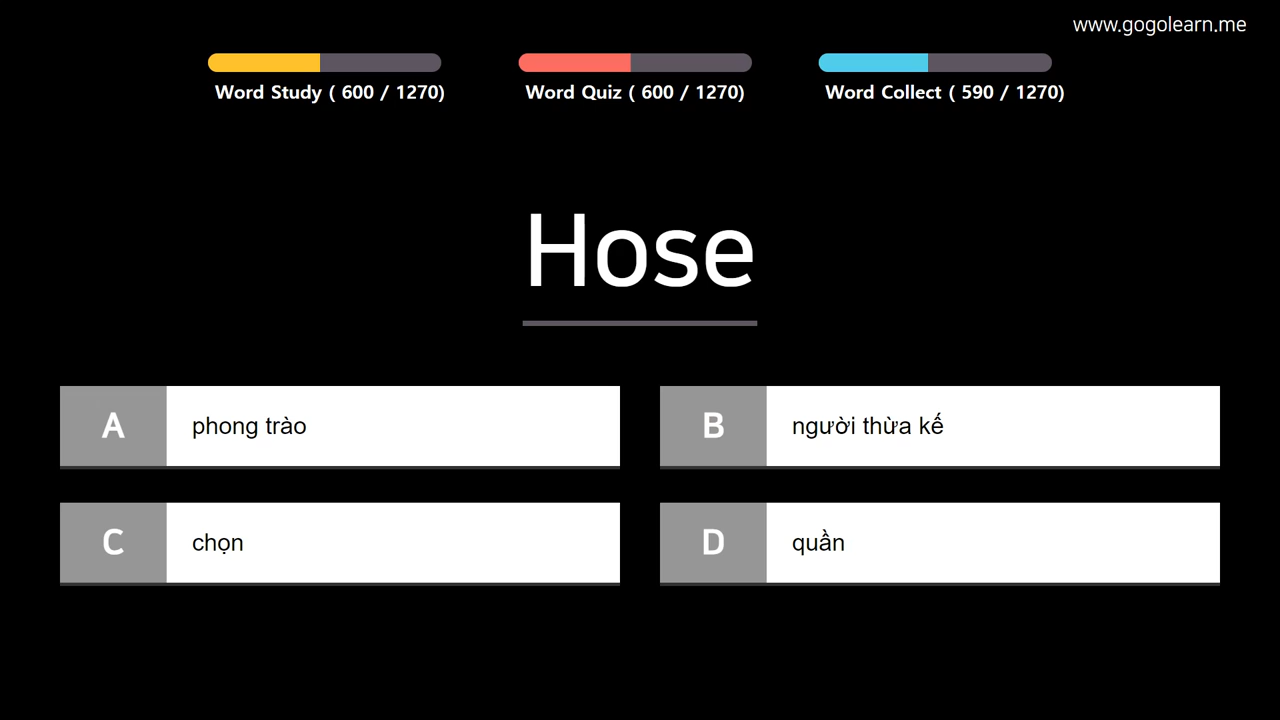 www.gogolearn.me
Word Study ( 600 / 1270)
Word Quiz ( 600 / 1270)
Word Collect ( 590 / 1270)
Hose
A phong trào
B người thừa kế
C chọn
D quần